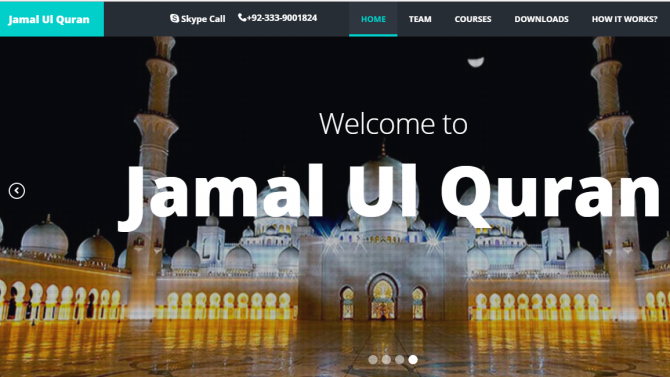 Jamal Ul Quran
Skype Call +92-333-9001824
HOME TEAM COURSES DOWNLOADS HOW IT WORKS?
Welcome to
Jamal Ul Quran